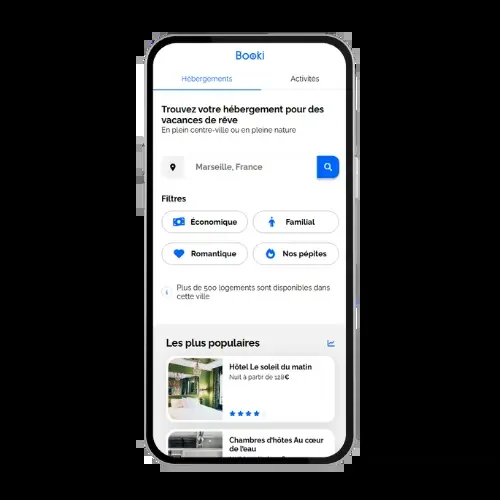 Booki
Hébergements
Activités
Trouvez votre hébergement pour des
vacances de rêve
En plein centre-ville ou en pleine nature
Marseille, France
Filtres
Économique
Familial
Romantique
Nos pépites
Plus de 500 logements sont disponibles dans
cette ville
Les plus populaires
Hôtel Le soleil du matin
Nuit à partir de 128€
Chambres d'hôtes Au cœur
de l'eau